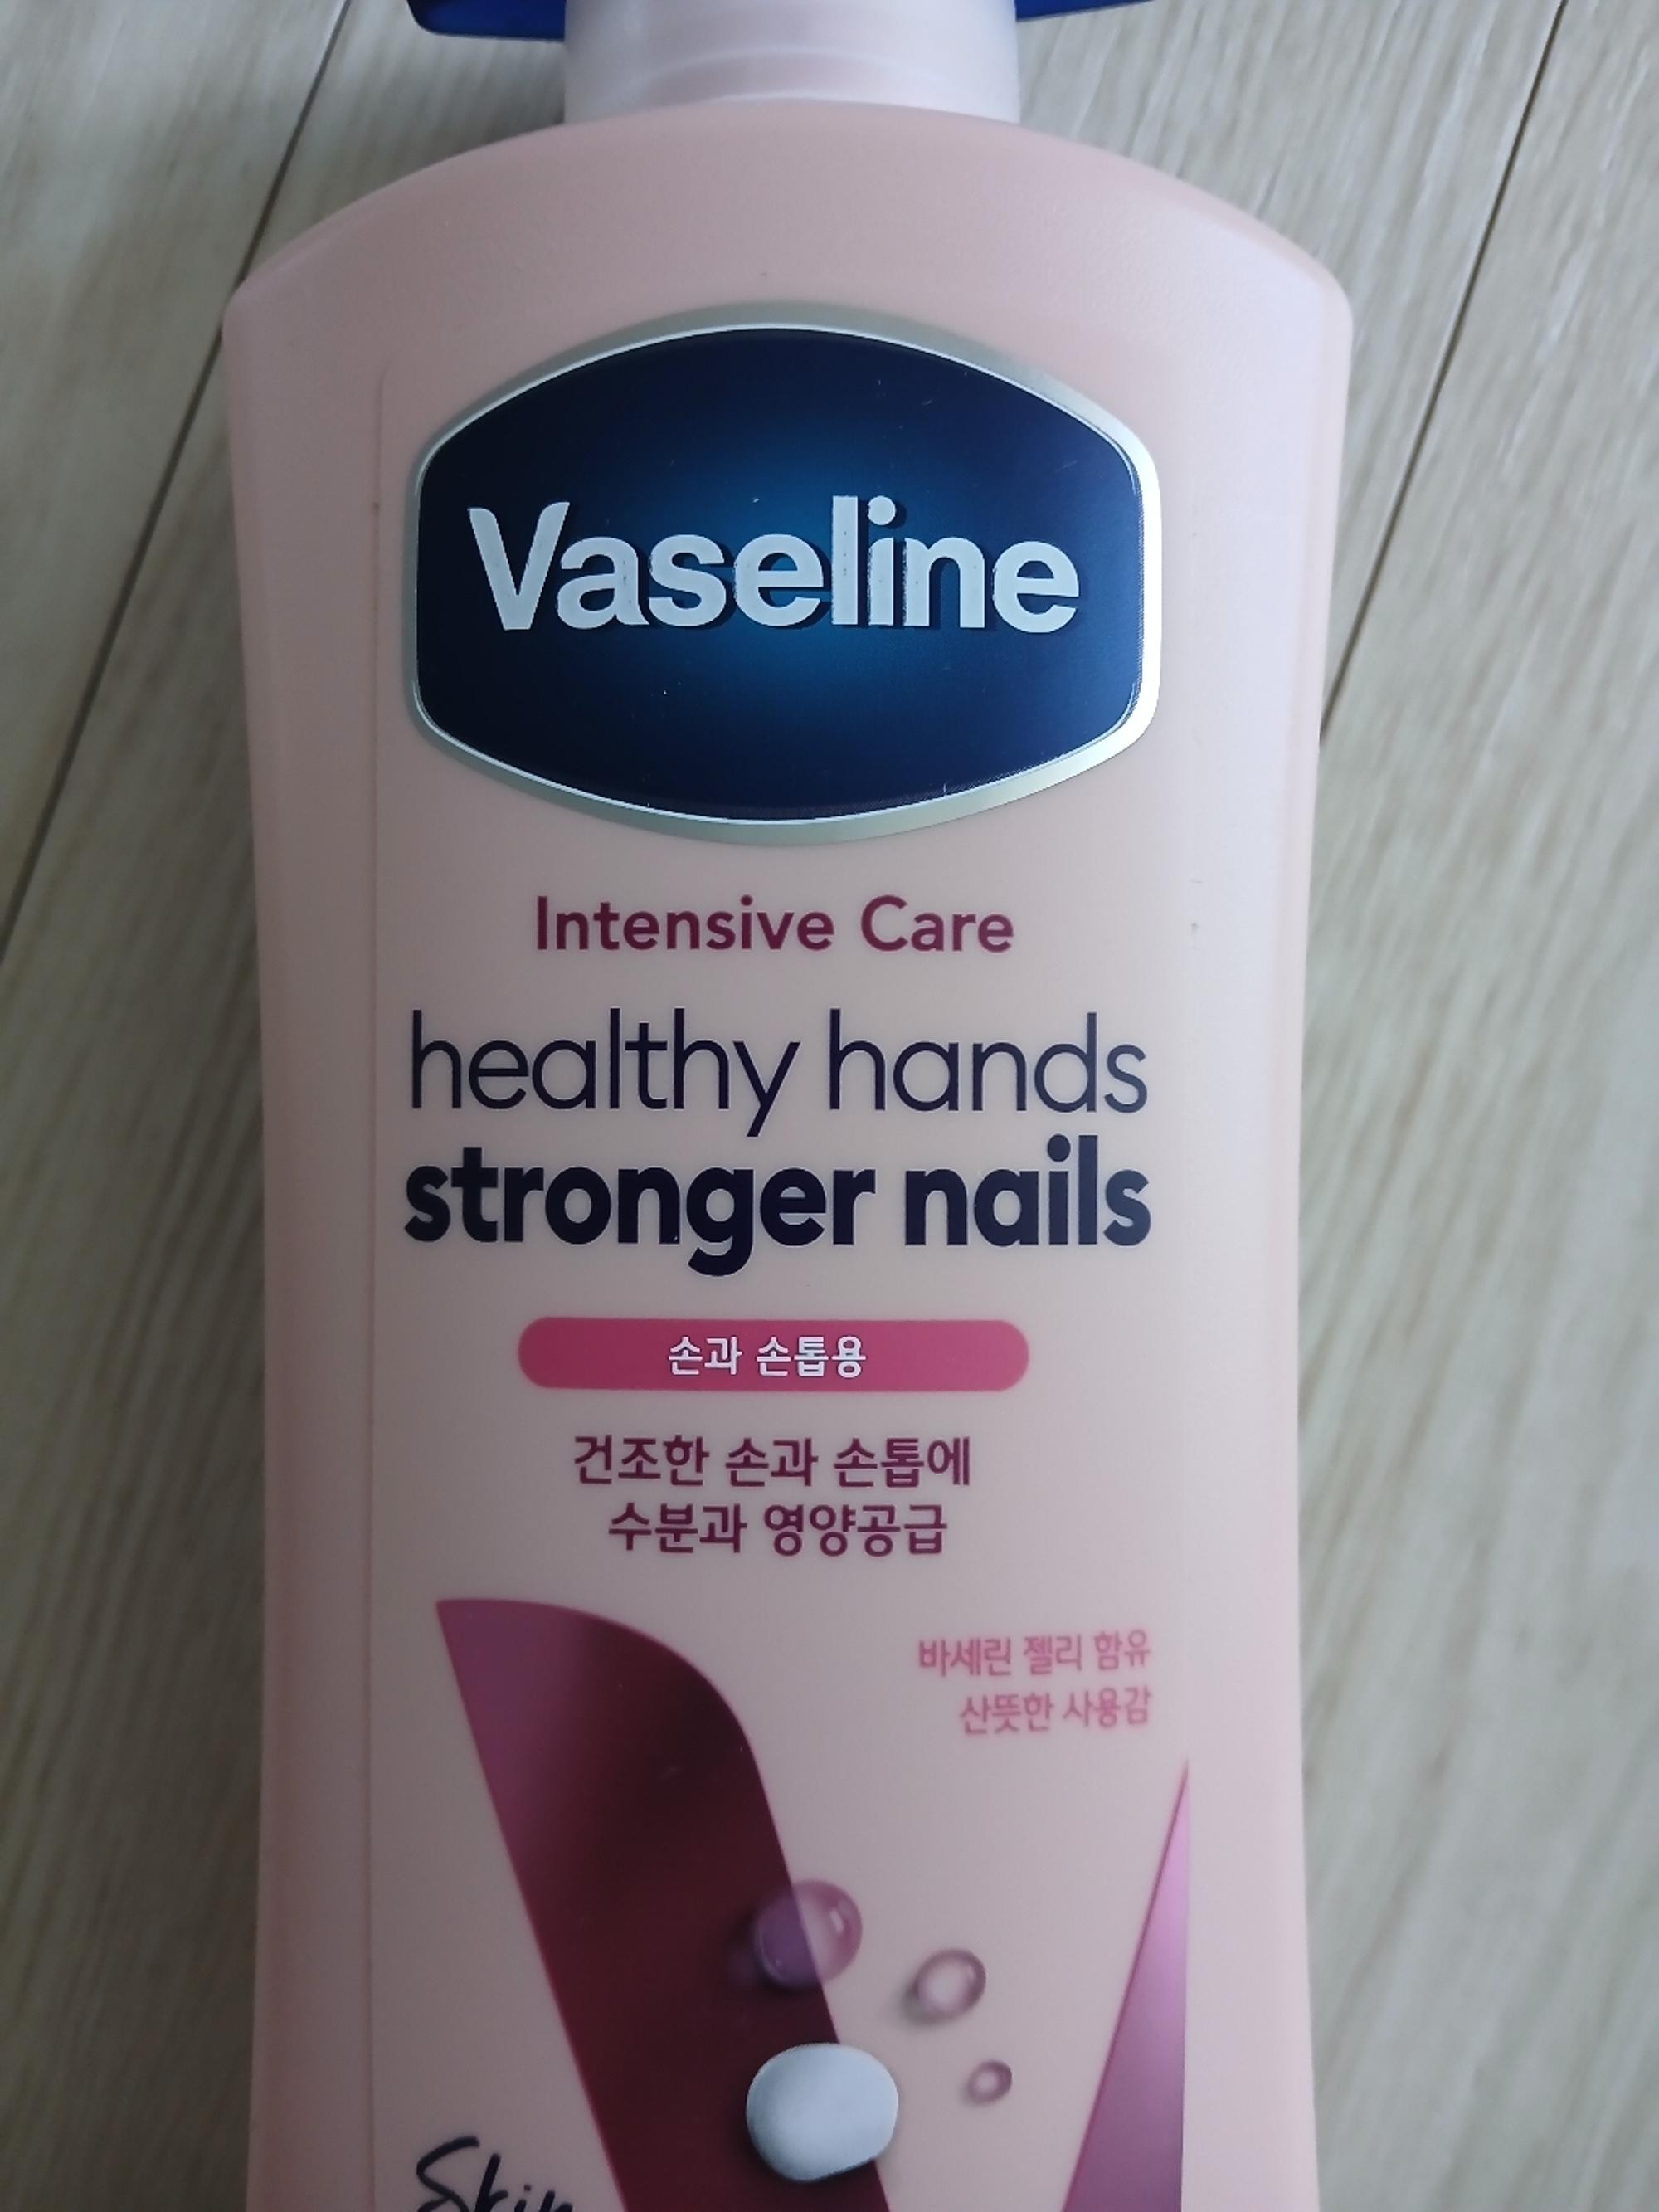 Vaseline
Intensive Care
healthy hands
stronger nails
손과 손톱용
건조한 손과 손톱에
수분과 영양공급
바세린 젤리 함유
산뜻한 사용감
Skin